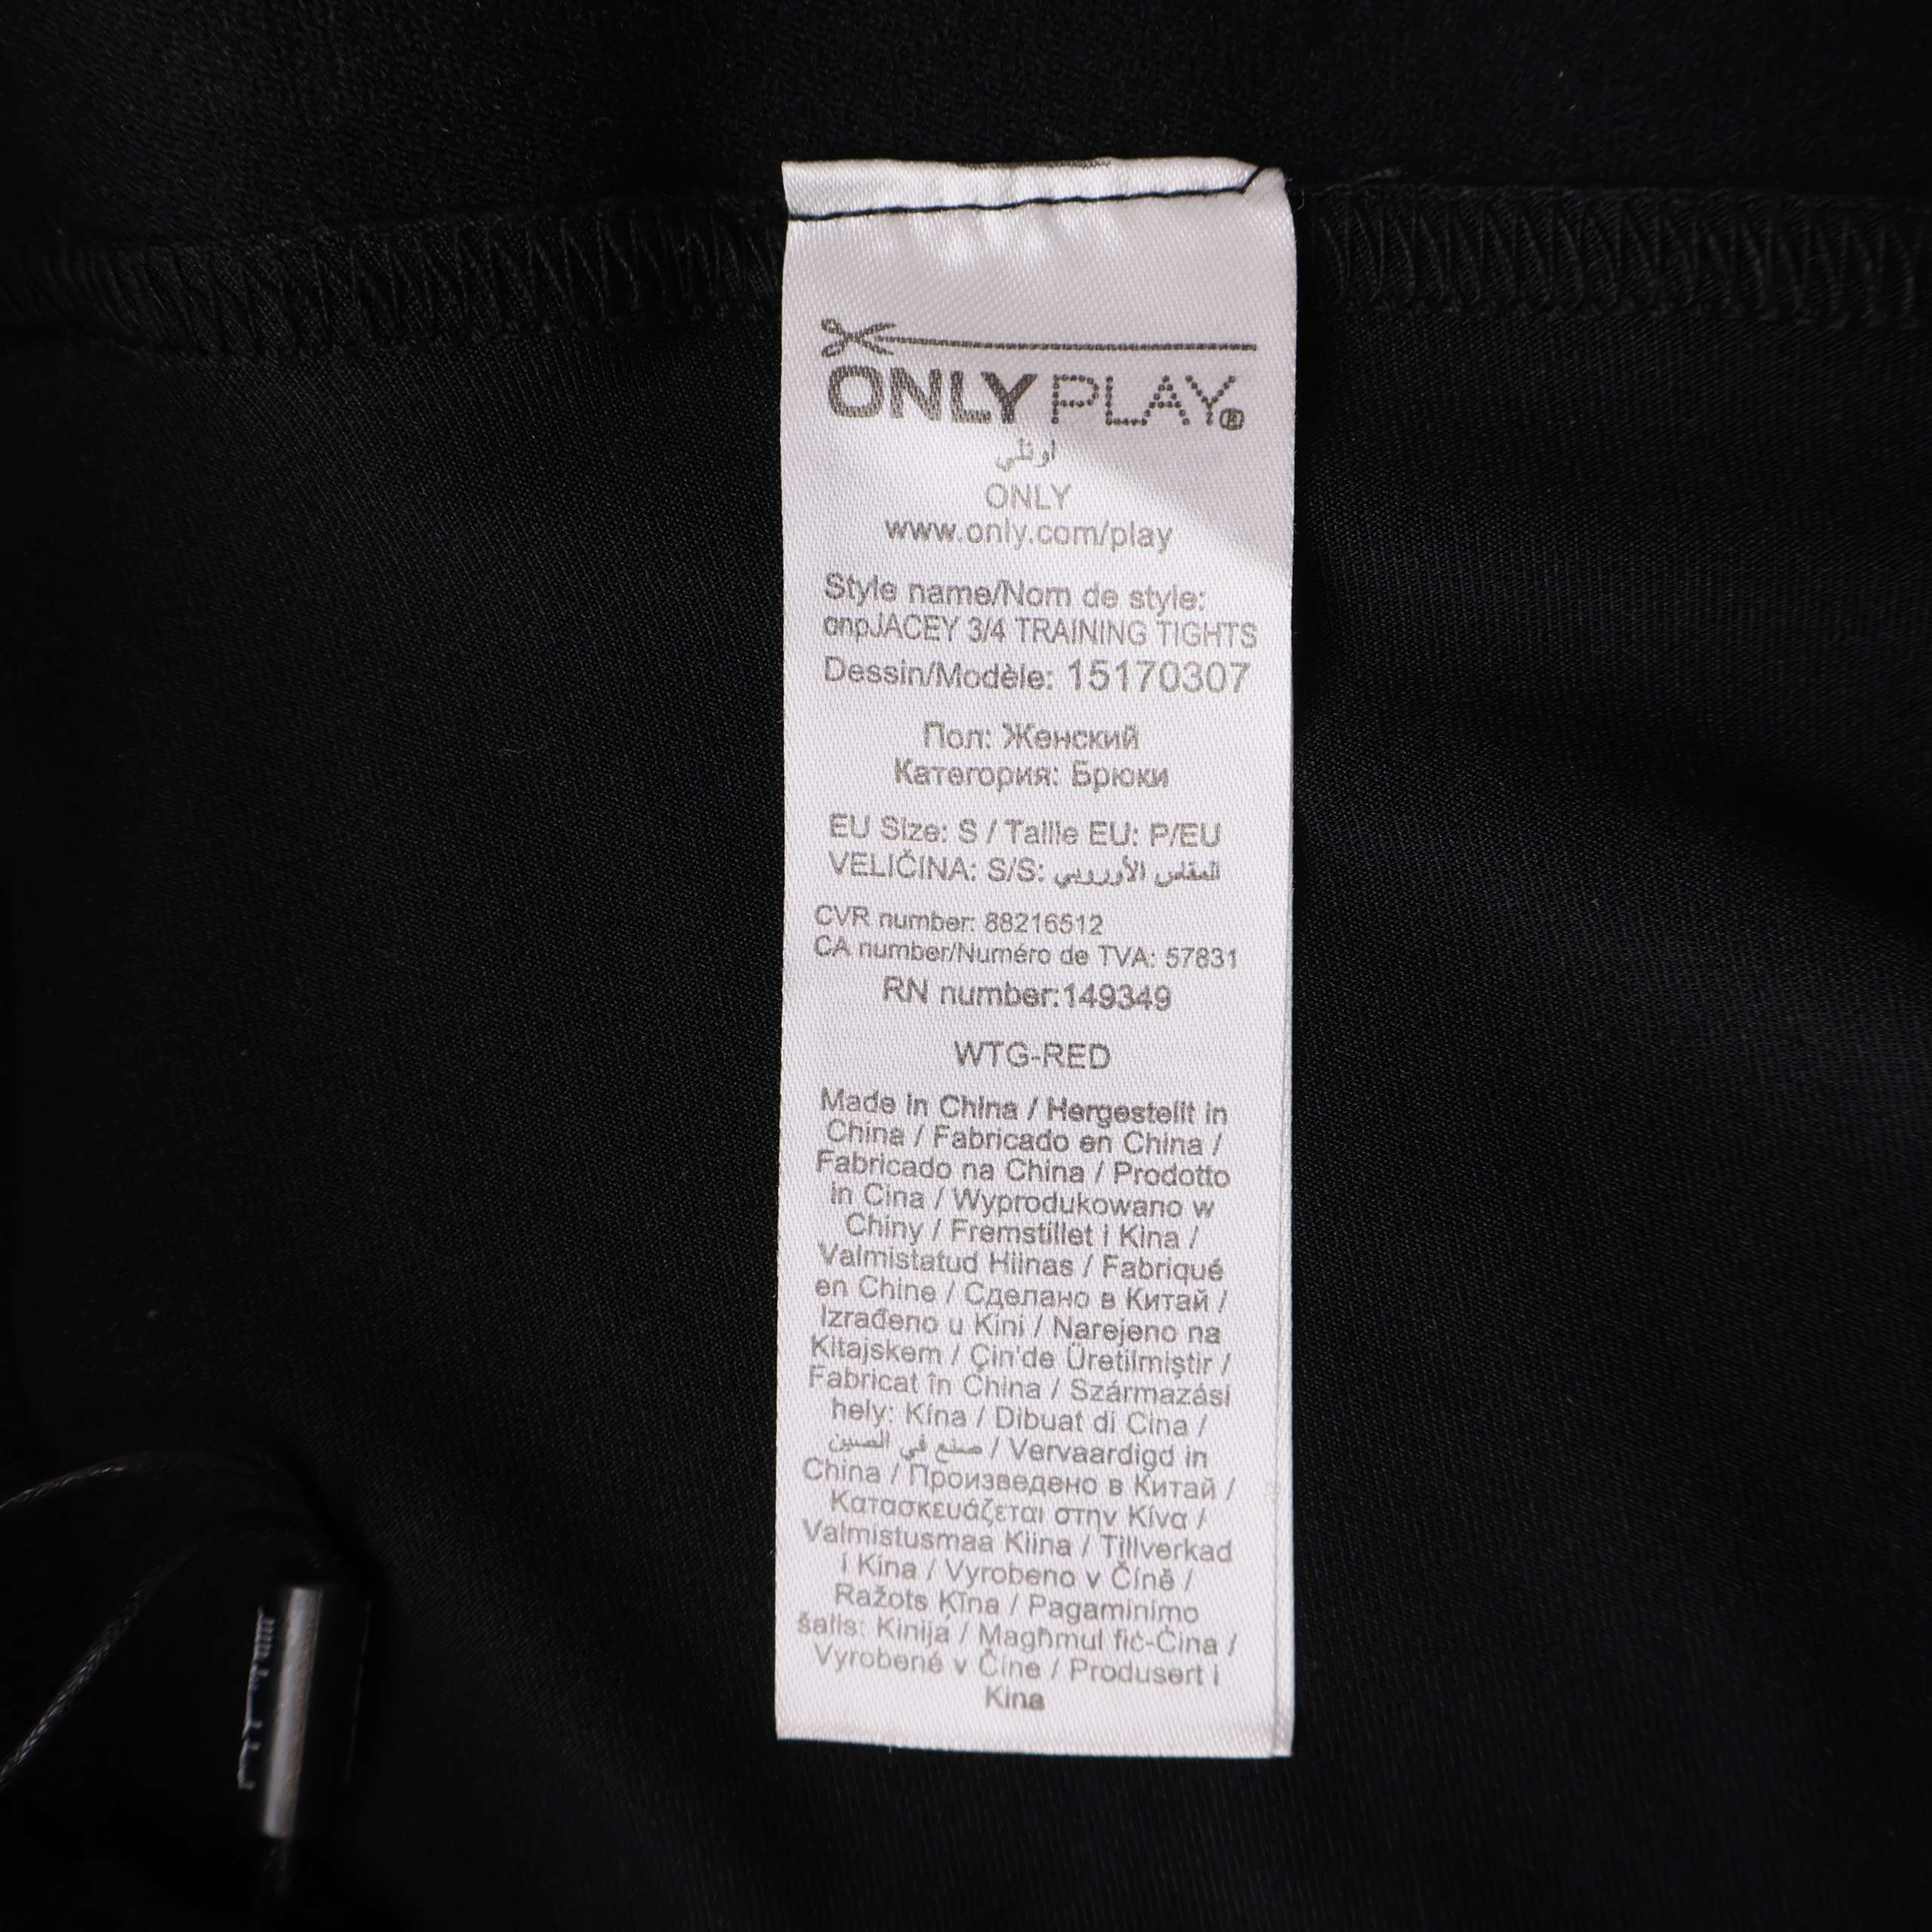 ONLY PLAY®
اونلي
ONLY
www.only.com/play
Style name/Nom de style:
onpJACEY 3/4 TRAINING TIGHTS
Dessin/Modèle: 15170307
Пол: Женский
Категория: Брюки
EU Size: S / Taille EU: P/EU
VELIČINA: S/S: المقاس الأوروبي
CVR number: 88216512
CA number/Numéro de TVA: 57831
RN number:149349
WTG-RED
Made in China / Hergestellt in
China / Fabricado en China /
Fabricado na China / Prodotto
in Cina / Wyprodukowano w
Chiny / Fremstillet i Kina /
Valmistatud Hiinas / Fabriqué
en Chine / Сделано в Китай /
Izrađeno u Kini / Narejeno na
Kitajskem / Çin'de Üretilmiştir /
Fabricat în China / Származási
hely: Kína / Dibuat di Cina /
صنع في الصين / Vervaardigd in
China / Произведено в Китай /
Κατασκευάζεται στην Κίνα /
Valmistusmaa Kiina / Tillverkad
i Kina / Vyrobeno v Číně /
Ražots Ķīna / Pagaminimo
šalis: Kinija / Magħmul fiċ-Ċina /
Vyrobené v Číne / Produsert i
Kina